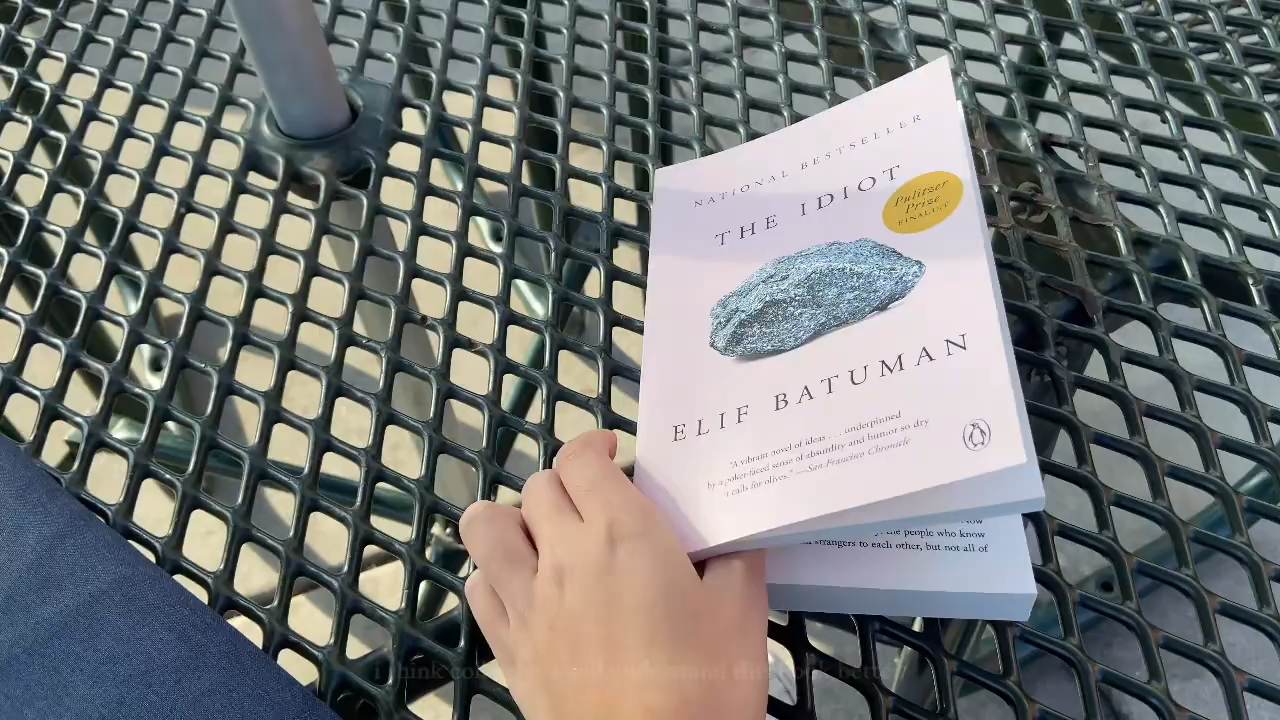 NATIONAL BESTSELLER
THE IDIOT
Pulitzer
Prize
FINALIST
ELIF BATUMAN
"A vibrant novel of ideas . . . underpinned
by a poker-faced sense of absurdity and humor so dry
it calls for olives." —San Francisco Chronicle
Now
the people who know
strangers to each other, but not all of
I think